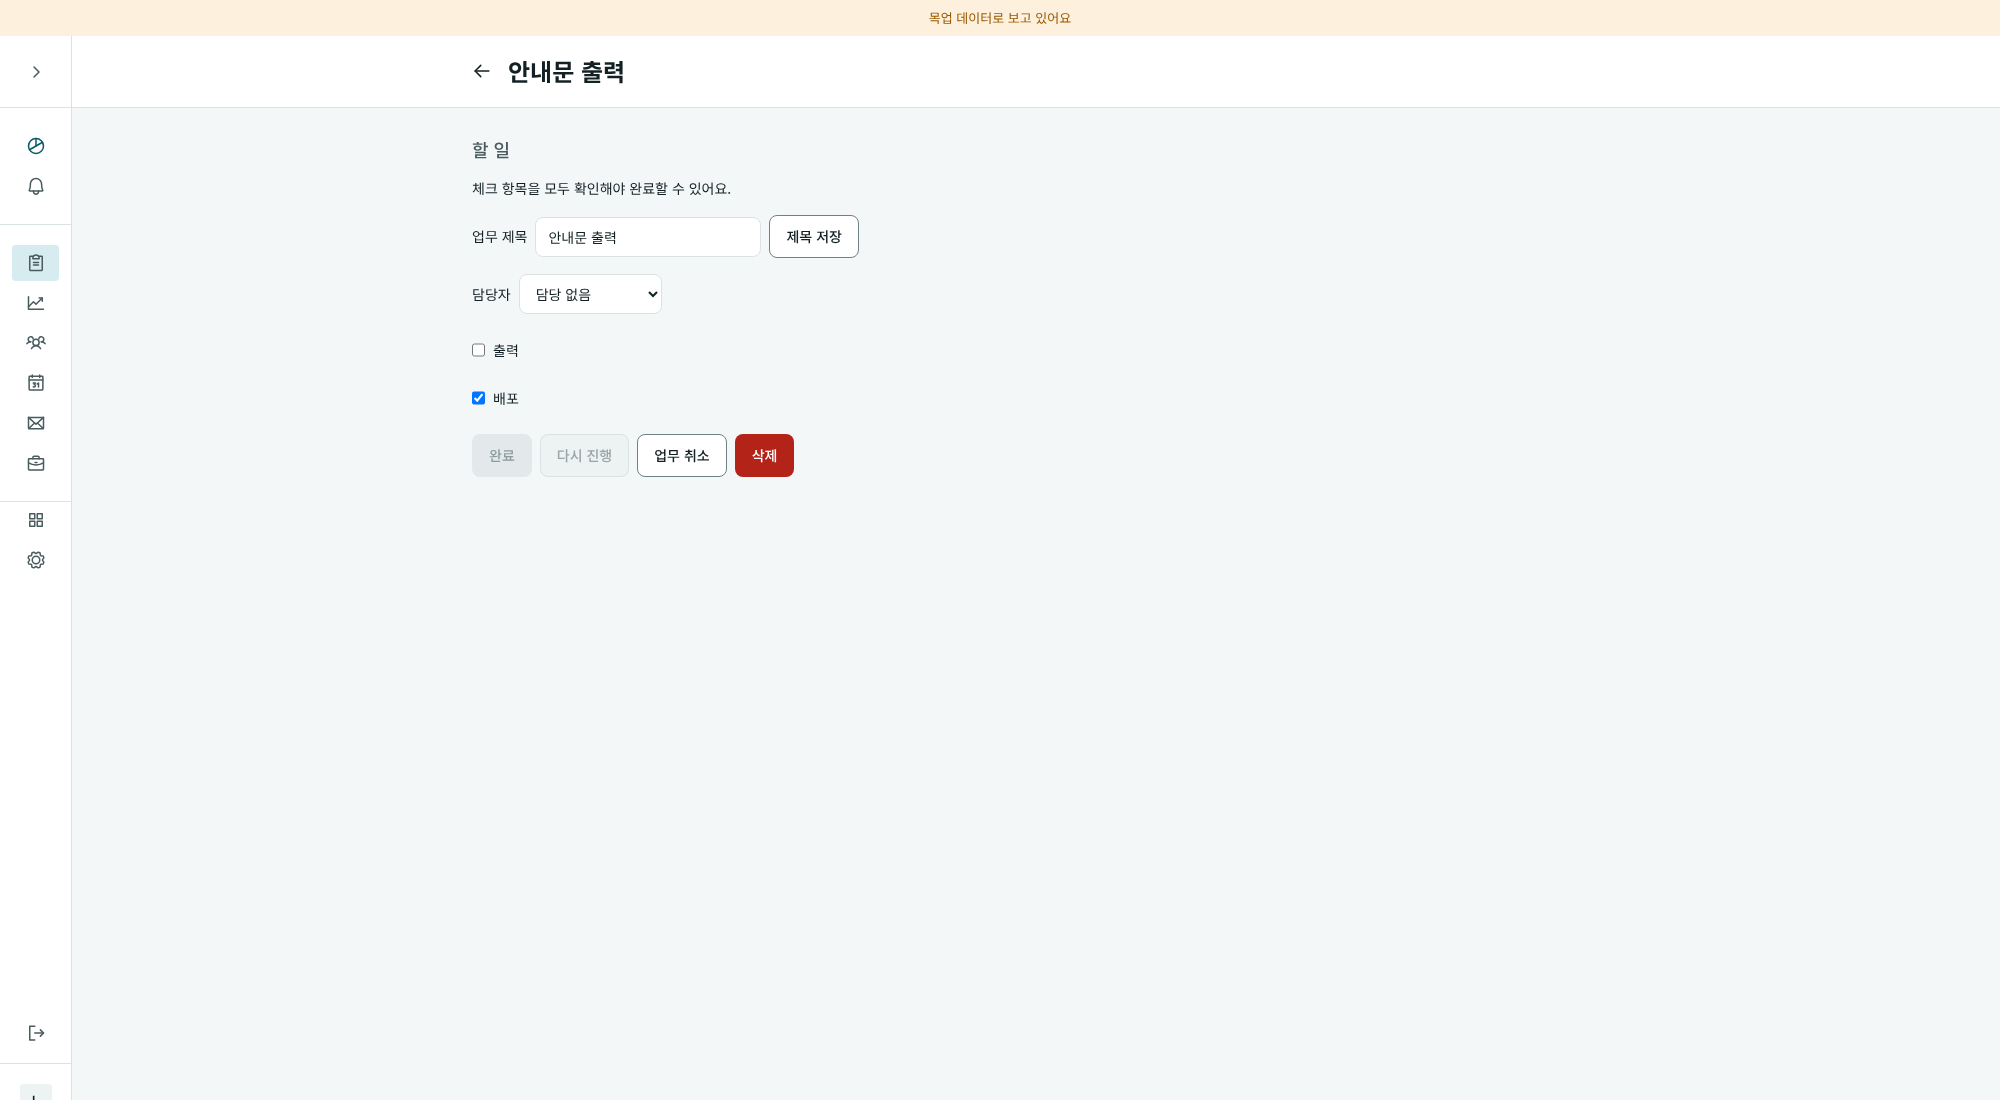 목업 데이터로 보고 있어요
안내문 출력
할 일
체크 항목을 모두 확인해야 완료할 수 있어요.
업무 제목 안내문 출력 제목 저장
담당자 담당 없음
31
출력
배포
완료 다시 진행 업무 취소 삭제